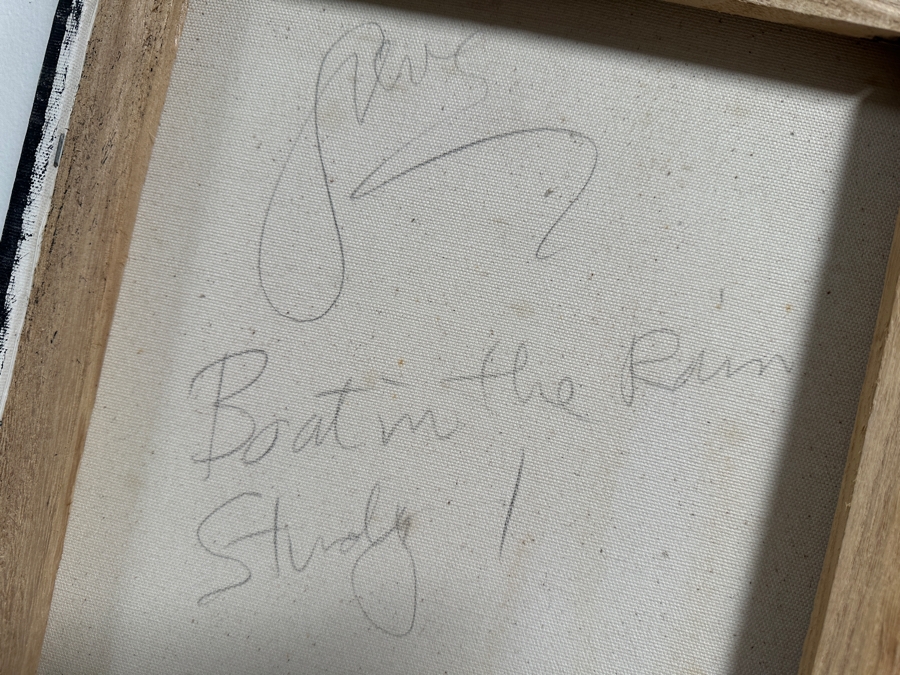 Boat in the Rain
Study 1